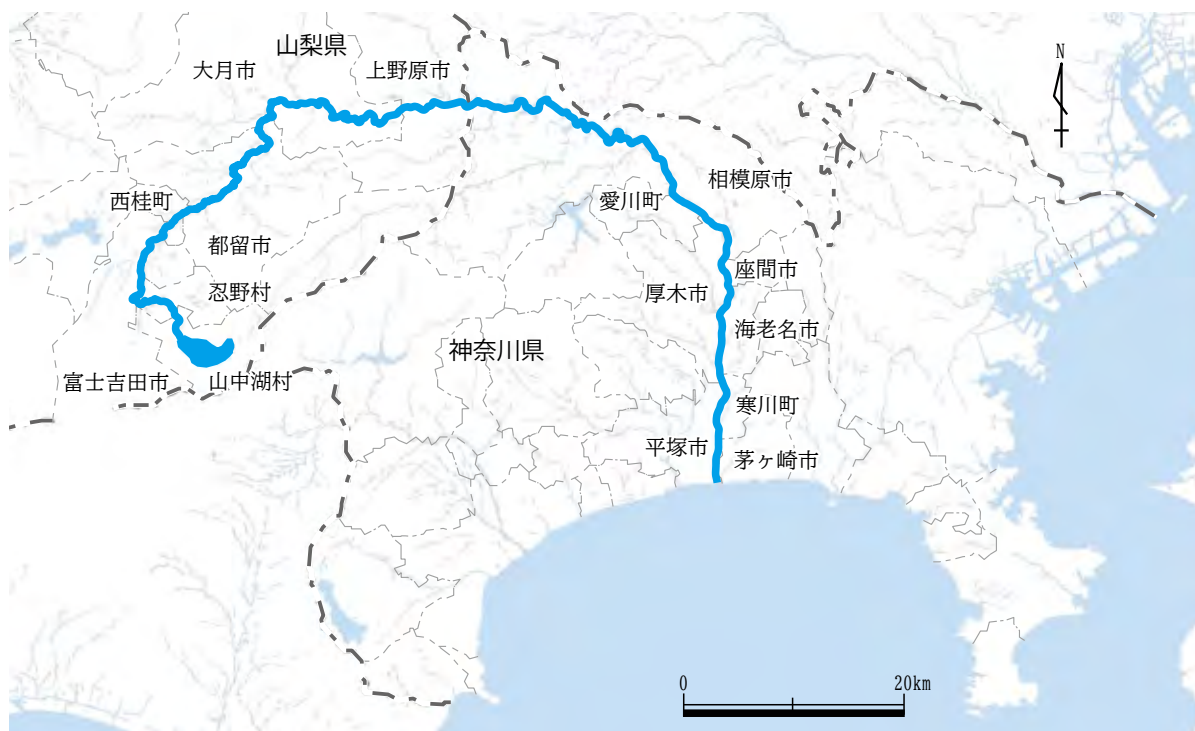 山梨県
大月市
上野原市
N
西桂町
都留市
忍野村
富士吉田市
山中湖村
相模原市
愛川町
座間市
厚木市
海老名市
神奈川県
寒川町
平塚市
茅ヶ崎市
0
20km